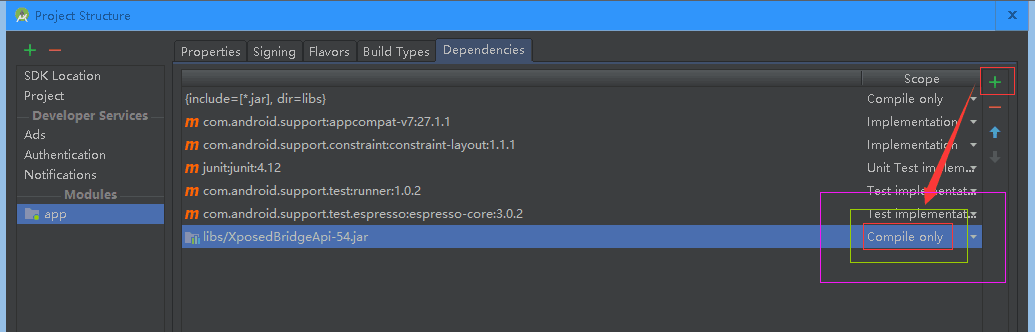 Project Structure
Properties Signing Flavors Build Types Dependencies
SDK Location
Project
Developer Services
Ads
Authentication
Notifications
Modules
app
Scope
{include=[*.jar], dir=libs} Compile only
com.android.support:appcompat-v7:27.1.1 Implementation
com.android.support.constraint:constraint-layout:1.1.1 Implementation
junit:junit:4.12 Unit Test implem...
com.android.support.test:runner:1.0.2 Test implementat...
com.android.support.test.espresso:espresso-core:3.0.2 Test implementat...
libs/XposedBridgeApi-54.jar Compile only